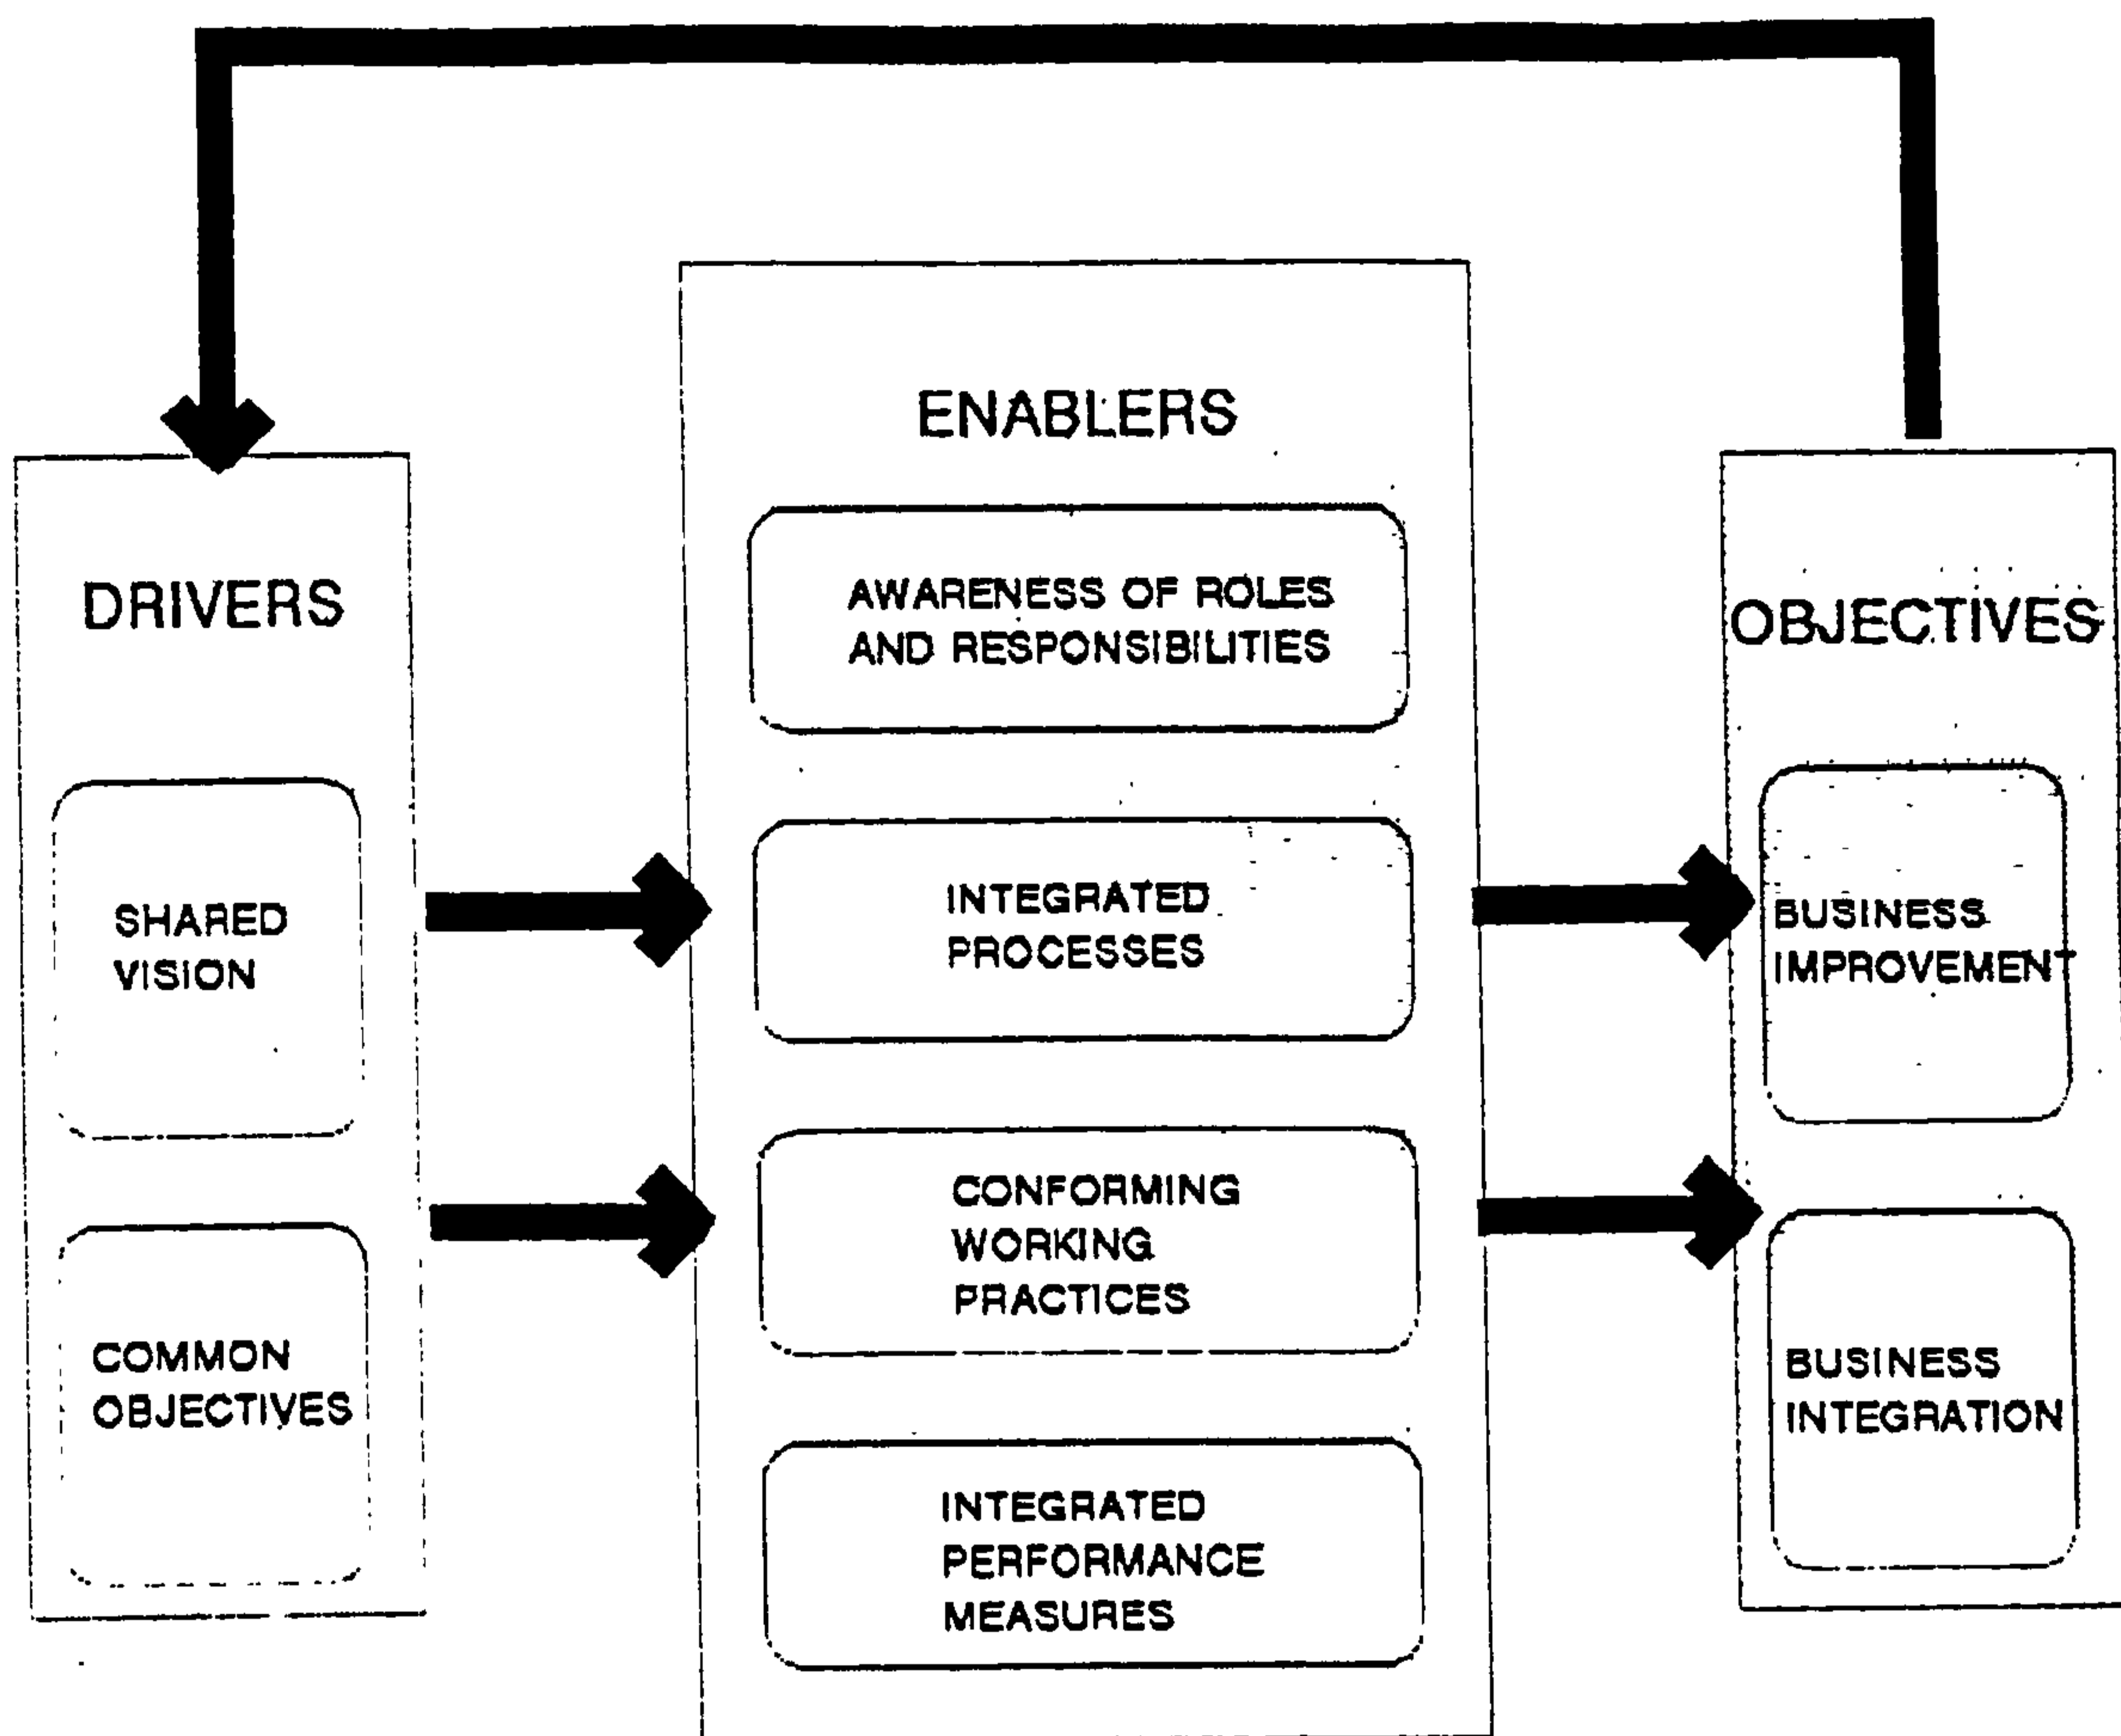 DRIVERS
SHARED
VISION
COMMON
OBJECTIVES
ENABLERS
AWARENESS OF ROLES
AND RESPONSIBILITIES
INTEGRATED
PROCESSES
CONFORMING
WORKING
PRACTICES
INTEGRATED
PERFORMANCE
MEASURES
OBJECTIVES
BUSINESS
IMPROVEMENT
BUSINESS
INTEGRATION